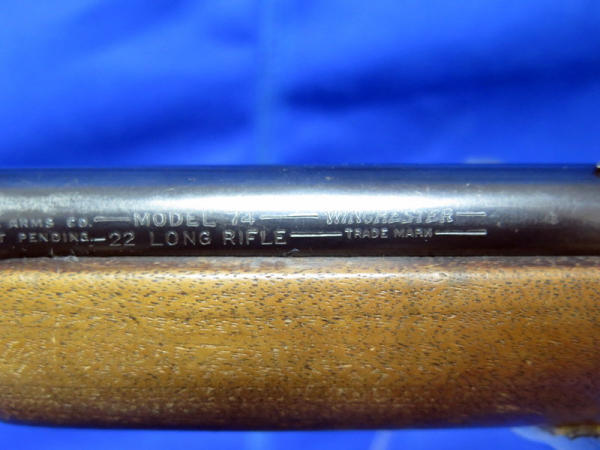 ARMS CO. — MODEL 74 — WINCHESTER —
PENDING. — 22 LONG RIFLE — TRADE MARK —